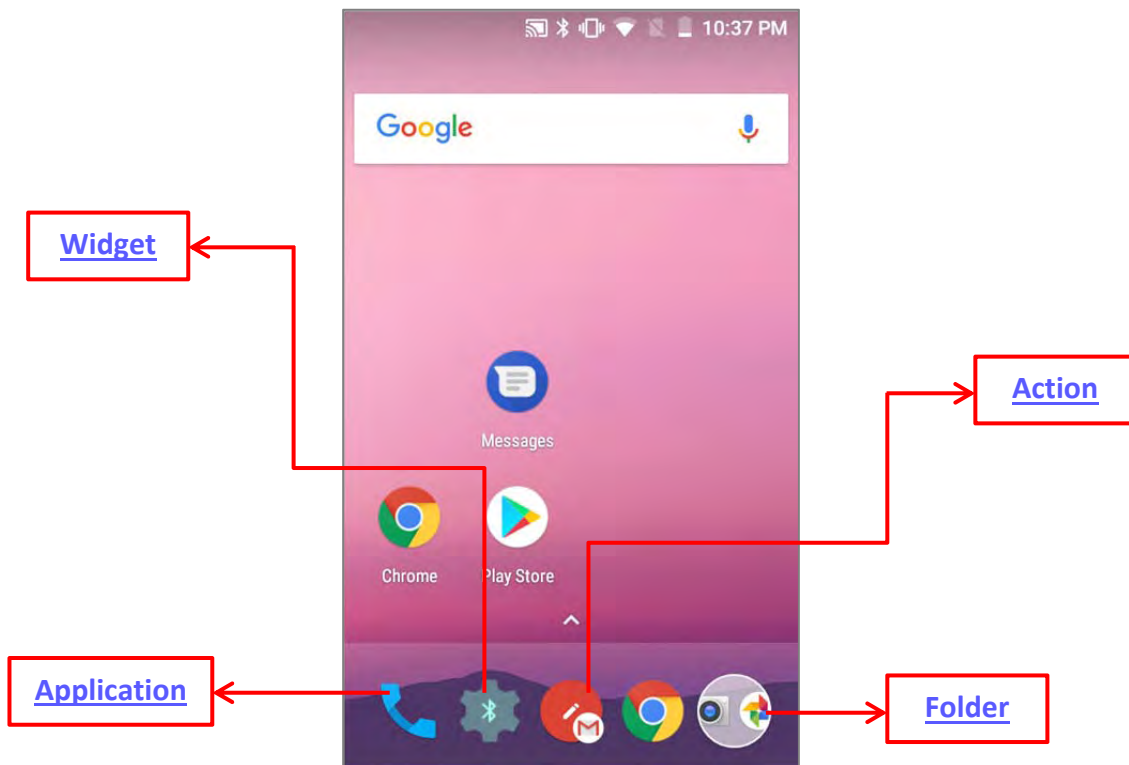 10:37 PM
Google
Widget
Messages
Action
Chrome
Play Store
Application
Folder